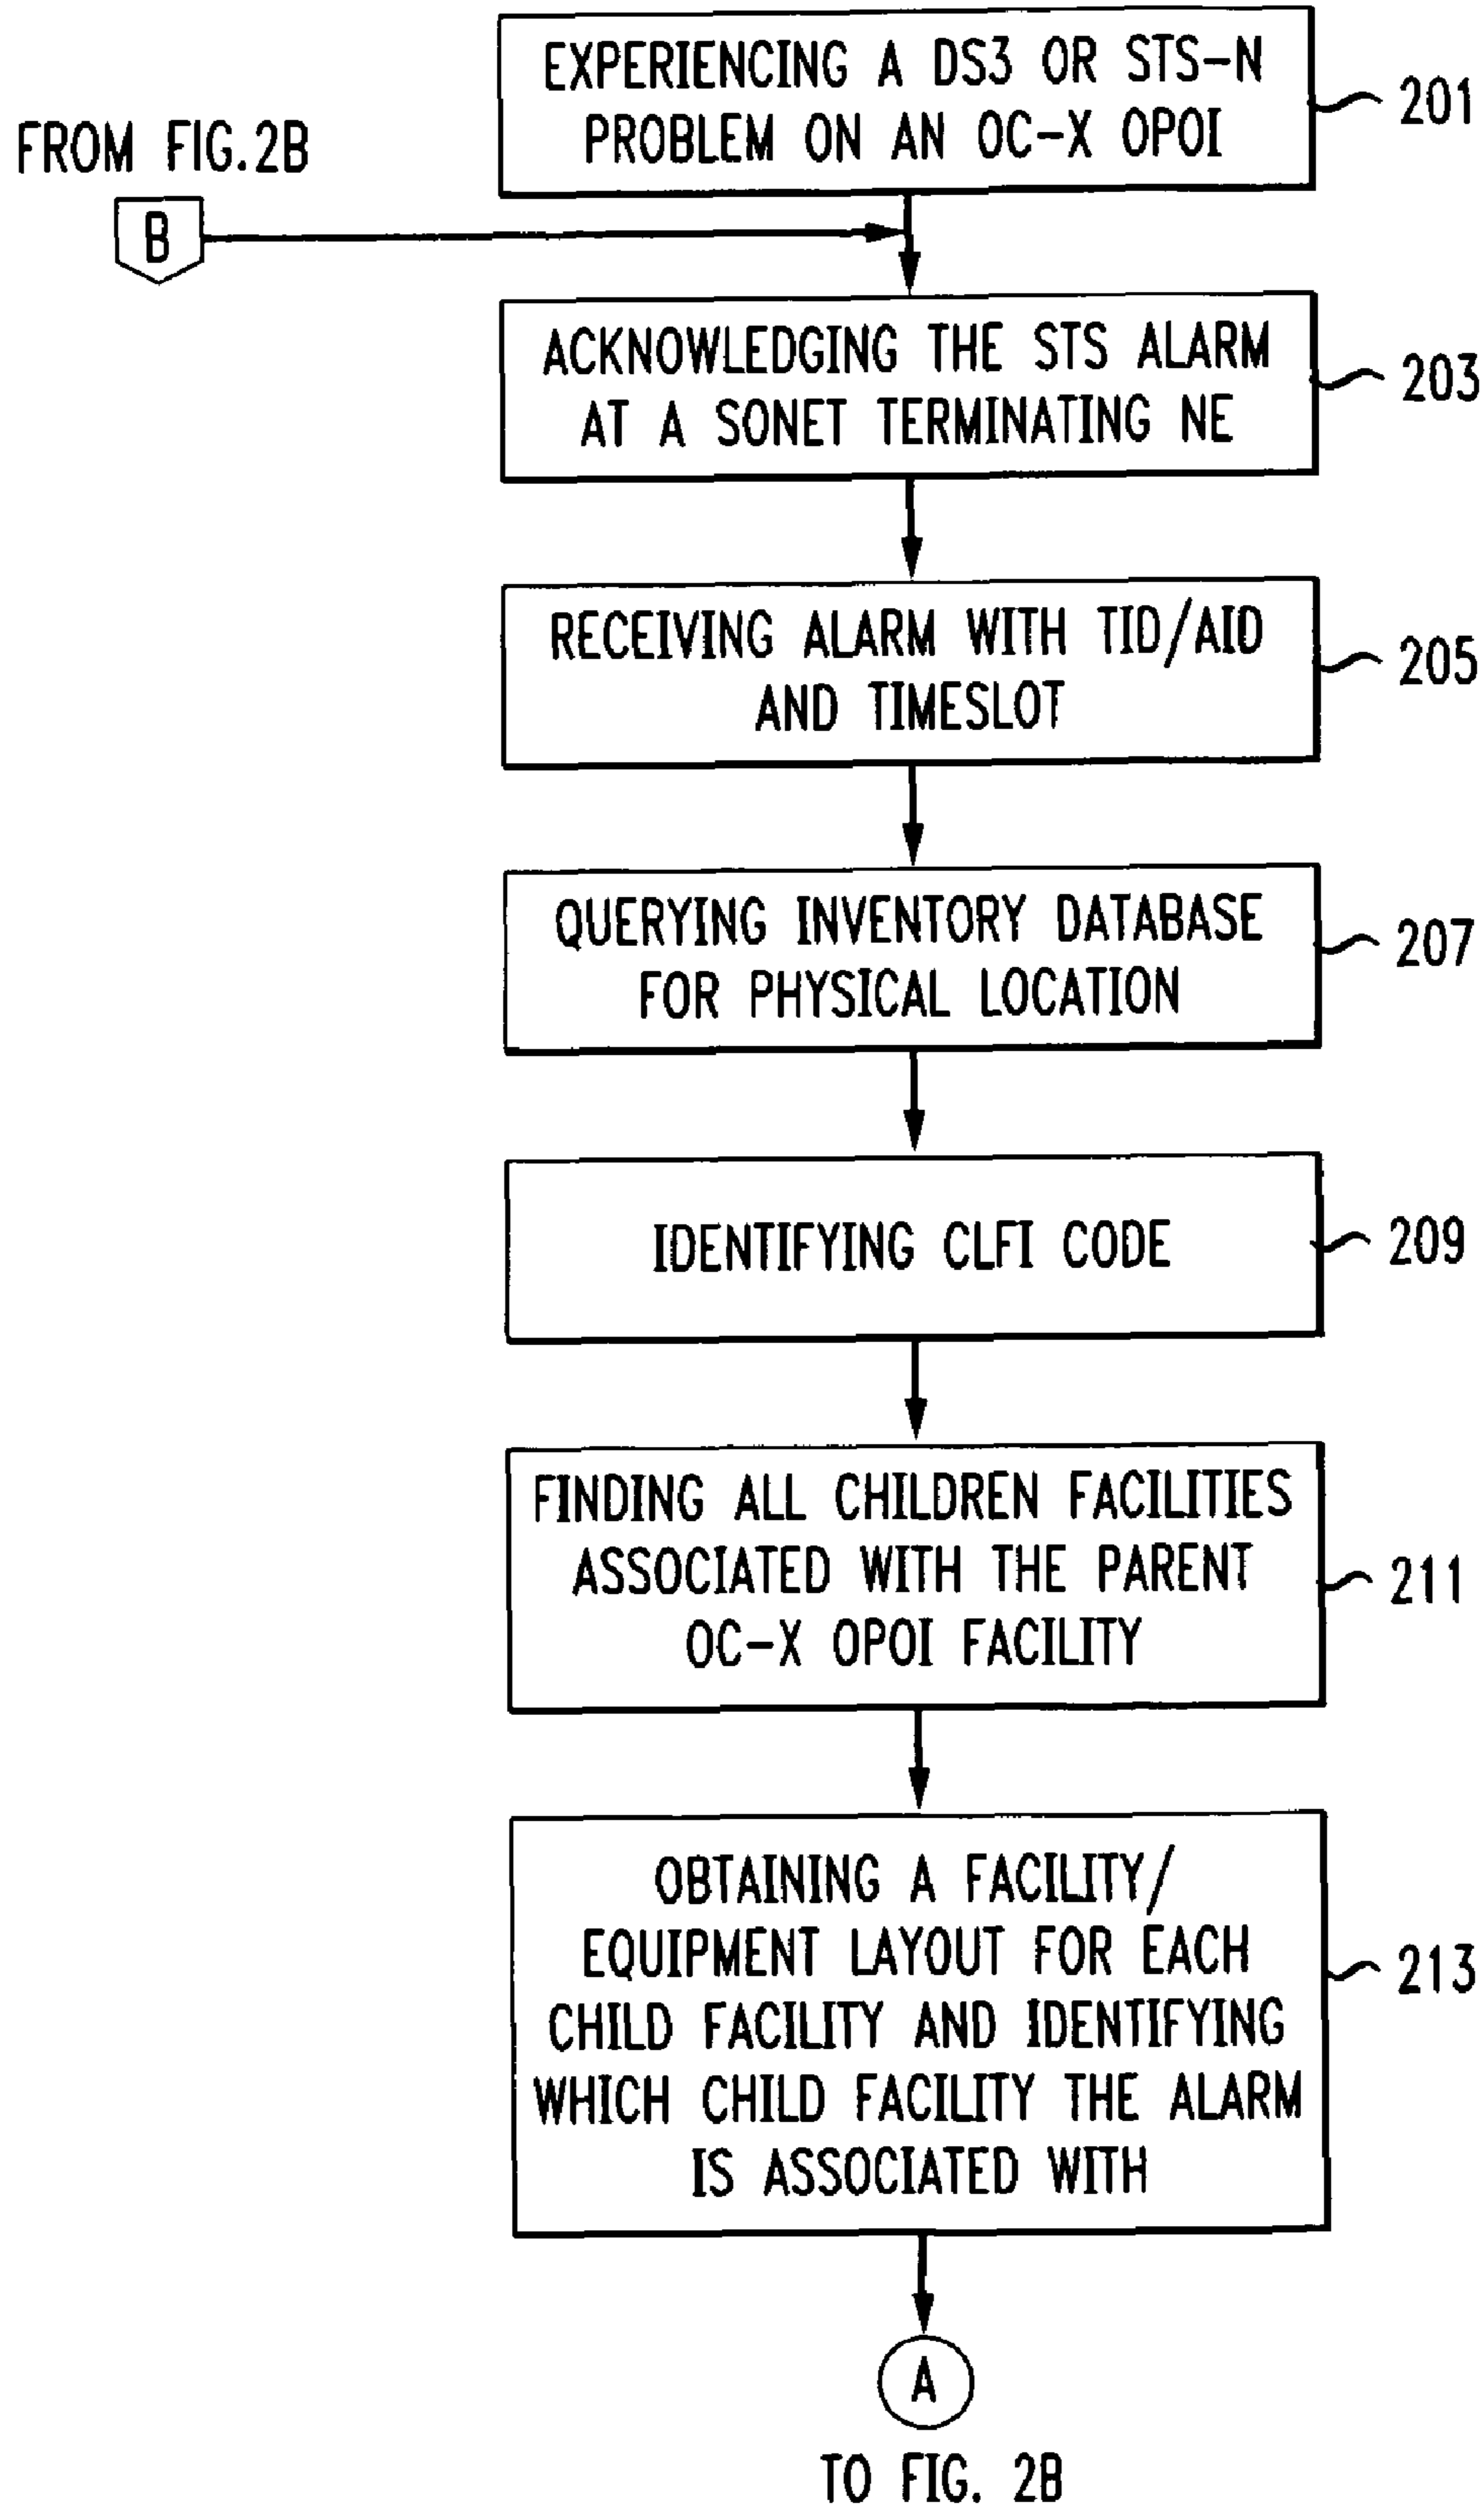 EXPERIENCING A DS3 OR STS-N
PROBLEM ON AN OC-X OPOI
201
FROM FIG.2B
B
ACKNOWLEDGING THE STS ALARM
AT A SONET TERMINATING NE
203
RECEIVING ALARM WITH TID/AID
AND TIMESLOT
205
QUERYING INVENTORY DATABASE
FOR PHYSICAL LOCATION
207
IDENTIFYING CLFI CODE
209
FINDING ALL CHILDREN FACILITIES
ASSOCIATED WITH THE PARENT
OC-X OPOI FACILITY
211
OBTAINING A FACILITY/
EQUIPMENT LAYOUT FOR EACH
CHILD FACILITY AND IDENTIFYING
WHICH CHILD FACILITY THE ALARM
IS ASSOCIATED WITH
213
A
TO FIG. 2B